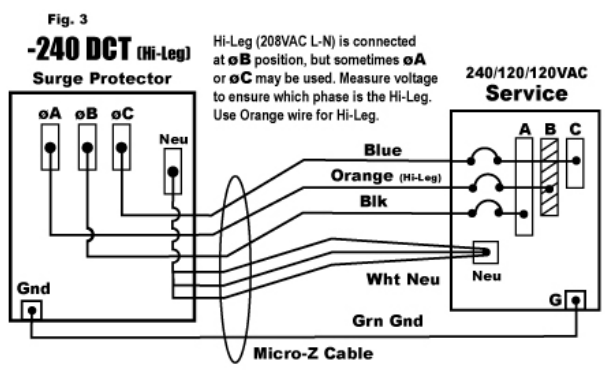 Fig. 3
-240 DCT (Hi-Leg)
Surge Protector
Hi-Leg (208VAC L-N) is connected
at øB position, but sometimes øA
or øC may be used. Measure voltage
to ensure which phase is the Hi-Leg.
Use Orange wire for Hi-Leg.
240/120/120VAC
Service
øA øB øC
Neu
A B C
Blue
Orange (Hi-Leg)
Blk
Wht Neu
Neu
Gnd
G
Grn Gnd
Micro-Z Cable